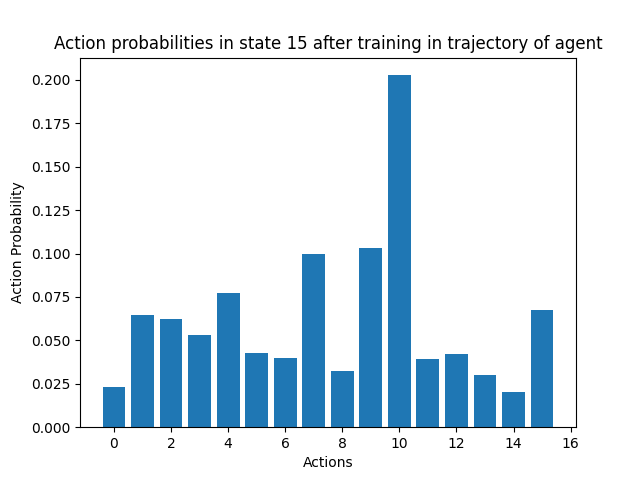 Action probabilities in state 15 after training in trajectory of agent
0.200
0.175
0.150
0.125
0.100
0.075
0.050
0.025
0.000
Action Probability
0 2 4 6 8 10 12 14 16
Actions